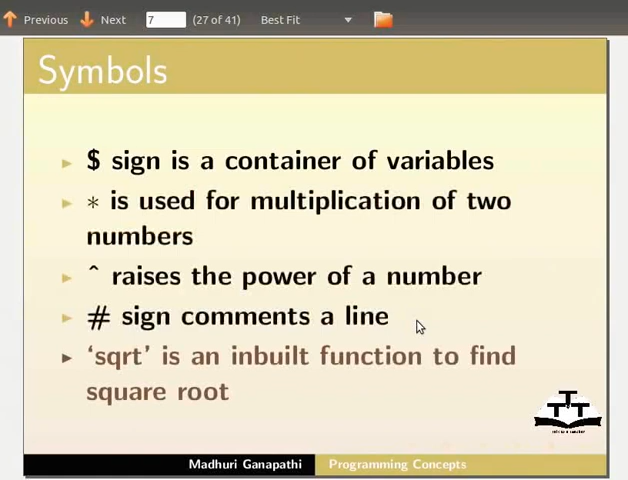 Previous Next 7 (27 of 41) Best Fit
Symbols
$ sign is a container of variables
* is used for multiplication of two
numbers
ˆ raises the power of a number
# sign comments a line
‘sqrt’ is an inbuilt function to find
square root
TTT
Madhuri Ganapathi Programming Concepts